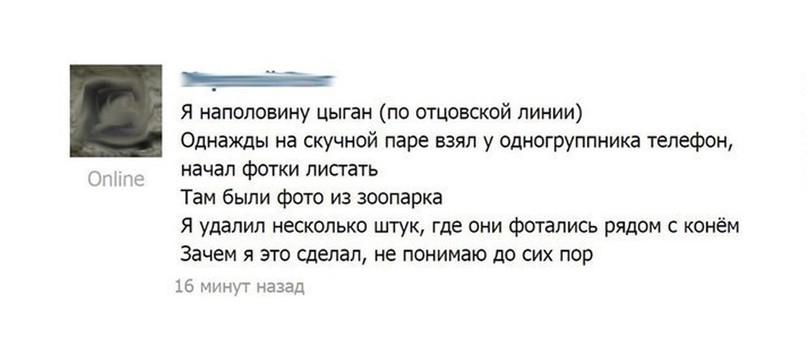 Я наполовину цыган (по отцовской линии)
Однажды на скучной паре взял у одногруппника телефон,
начал фотки листать
Там были фото из зоопарка
Я удалил несколько штук, где они фотались рядом с конём
Зачем я это сделал, не понимаю до сих пор
Online
16 минут назад